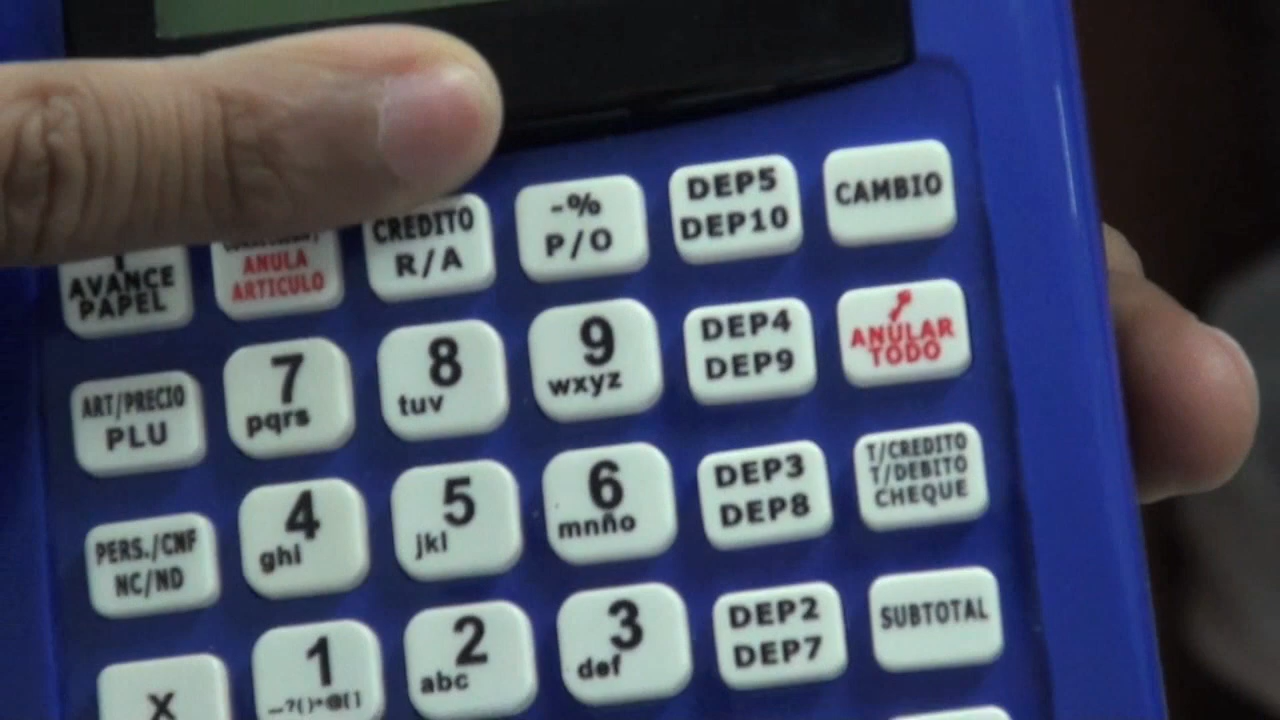 AVANCE
PAPEL
ANULA
ARTICULO
CREDITO
R/A
-%
P/O
DEP5
DEP10
CAMBIO
ART/PRECIO
PLU
7
pqrs
8
tuv
9
wxyz
DEP4
DEP9
ANULAR
TODO
PERS./CNF
NC/ND
4
ghi
5
jkl
6
mnño
DEP3
DEP8
T/CREDITO
T/DEBITO
CHEQUE
X
1
2
abc
3
def
DEP2
DEP7
SUBTOTAL